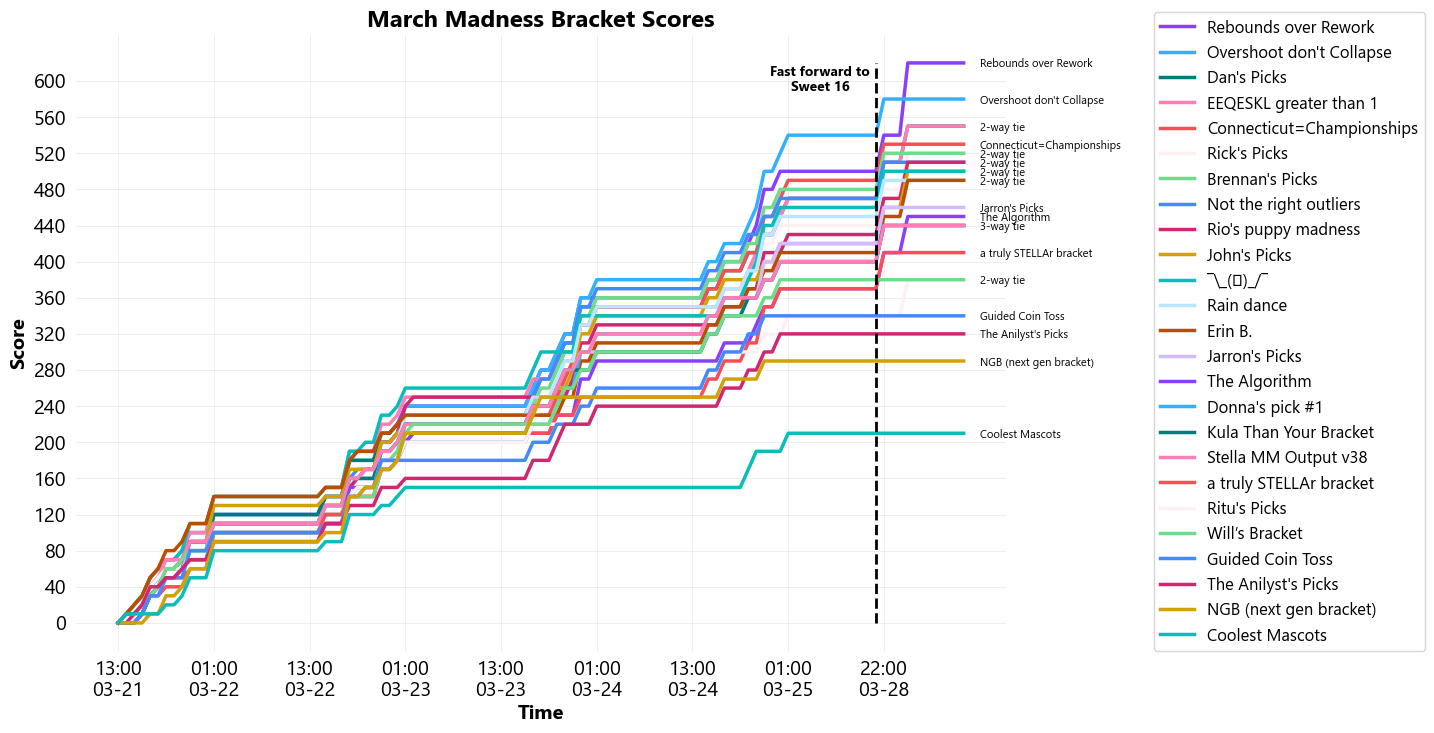 March Madness Bracket Scores
Score
600
560
520
480
440
400
360
320
280
240
200
160
120
80
40
0
Fast forward to
Sweet 16
Rebounds over Rework
Overshoot don't Collapse
2-way tie
Connecticut=Championships
2-way tie
2-way tie
2-way tie
2-way tie
Jarron's Picks
The Algorithm
3-way tie
a truly STELLAr bracket
2-way tie
Guided Coin Toss
The Anilyst's Picks
NGB (next gen bracket)
Coolest Mascots
13:00
03-21
01:00
03-22
13:00
03-22
01:00
03-23
13:00
03-23
01:00
03-24
13:00
03-24
01:00
03-25
22:00
03-28
Time
Rebounds over Rework
Overshoot don't Collapse
Dan's Picks
EEQESKL greater than 1
Connecticut=Championships
Rick's Picks
Brennan's Picks
Not the right outliers
Rio's puppy madness
John's Picks
¯\_(▯)_/¯
Rain dance
Erin B.
Jarron's Picks
The Algorithm
Donna's pick #1
Kula Than Your Bracket
Stella MM Output v38
a truly STELLAr bracket
Ritu's Picks
Will's Bracket
Guided Coin Toss
The Anilyst's Picks
NGB (next gen bracket)
Coolest Mascots